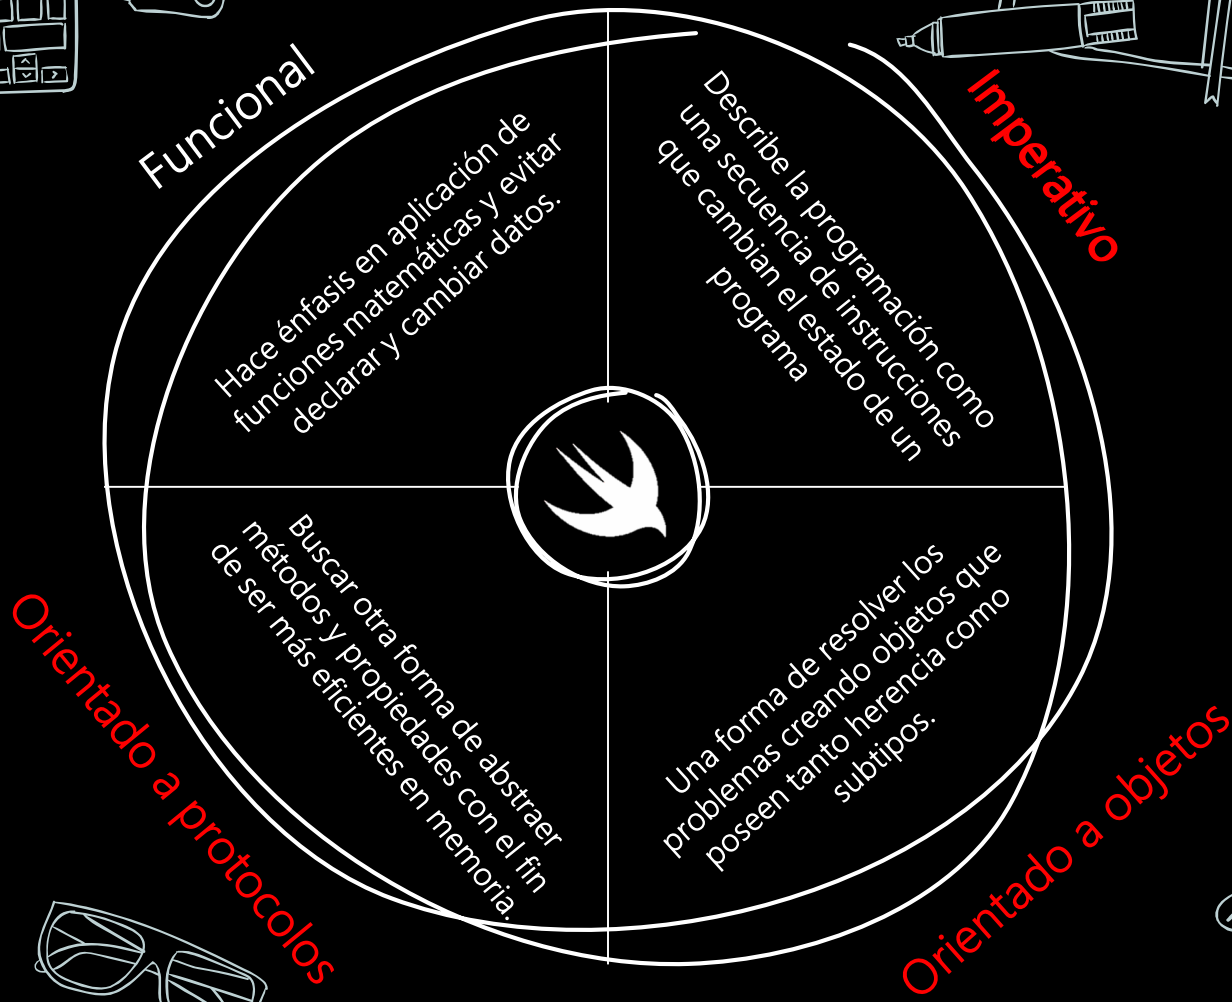 Funcional
Hace énfasis en aplicación de
funciones matemáticas y evitar
declarar y cambiar datos.
Imperativo
Describe la programación como
una secuencia de instrucciones
que cambian el estado de un
programa
Orientado a protocolos
Buscar otra forma de abstraer
métodos y propiedades con el fin
de ser más eficientes en memoria.
Orientado a objetos
Una forma de resolver los
problemas creando objetos que
poseen tanto herencia como
subtipos.